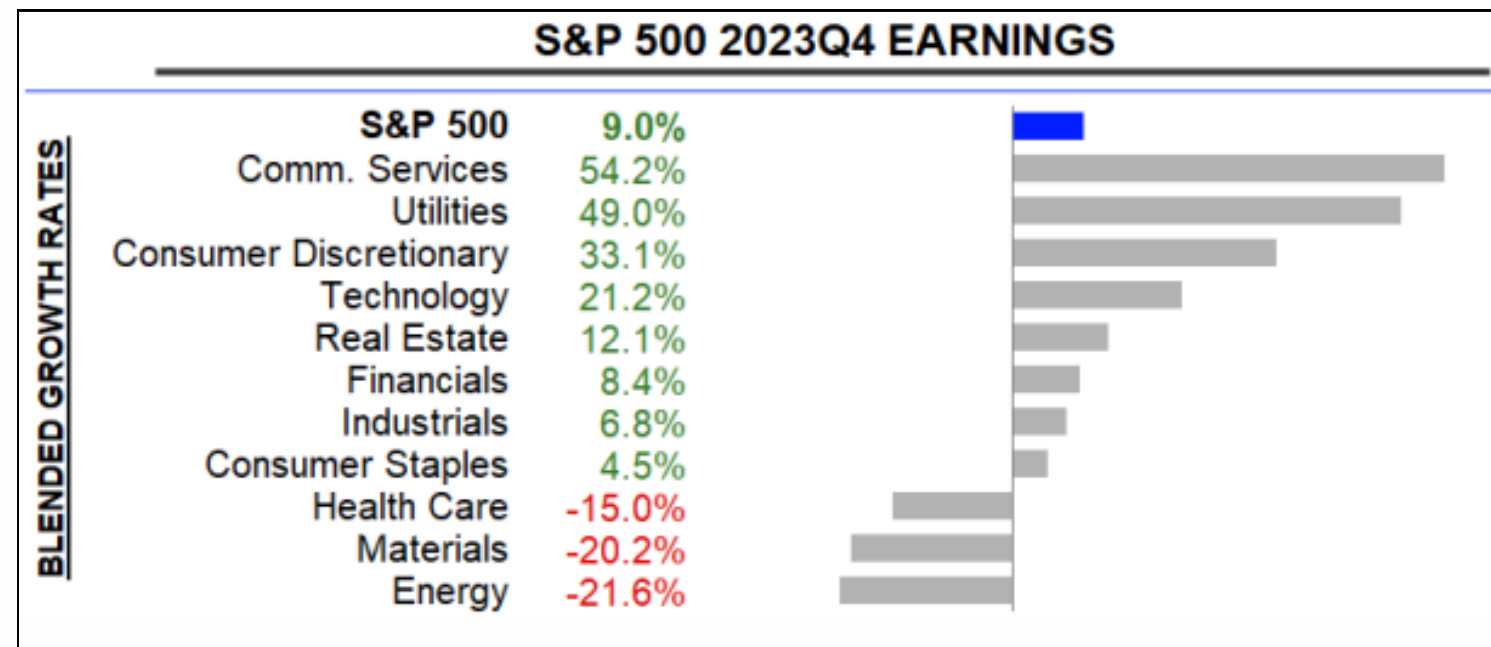 S&P 500 2023Q4 EARNINGS
BLENDED GROWTH RATES
S&P 500 9.0%
Comm. Services 54.2%
Utilities 49.0%
Consumer Discretionary 33.1%
Technology 21.2%
Real Estate 12.1%
Financials 8.4%
Industrials 6.8%
Consumer Staples 4.5%
Health Care -15.0%
Materials -20.2%
Energy -21.6%